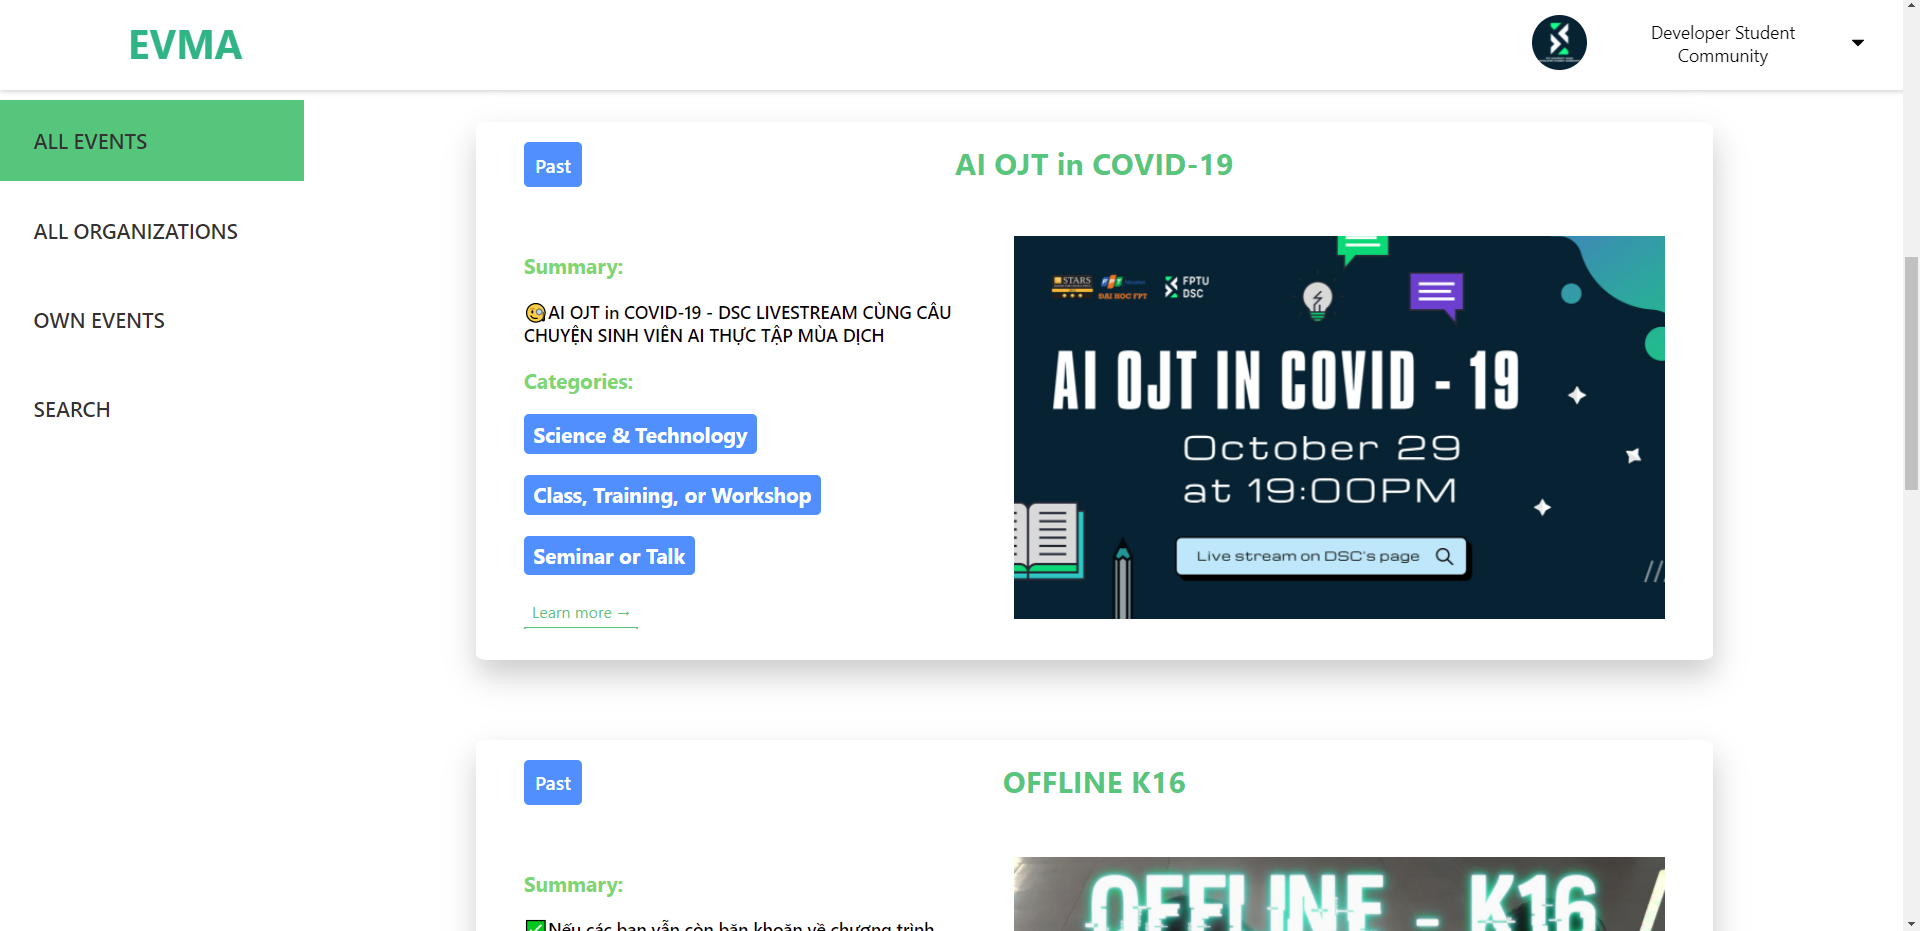 EVMA
Developer Student
Community
ALL EVENTS
ALL ORGANIZATIONS
OWN EVENTS
SEARCH
Past
AI OJT in COVID-19
Summary:
🧐AI OJT in COVID-19 - DSC LIVESTREAM CÙNG CÂU
CHUYỆN SINH VIÊN AI THỰC TẬP MÙA DỊCH
Categories:
Science & Technology
Class, Training, or Workshop
Seminar or Talk
Learn more →
STARS
ĐẠI HỌC FPT
FPTU
DSC
AI OJT IN COVID - 19
October 29
at 19:00PM
Live stream on DSC's page
Past
OFFLINE K16
Summary:
✅Nếu các bạn vẫn còn băn khoăn về chương trình
OFFLINE - K16